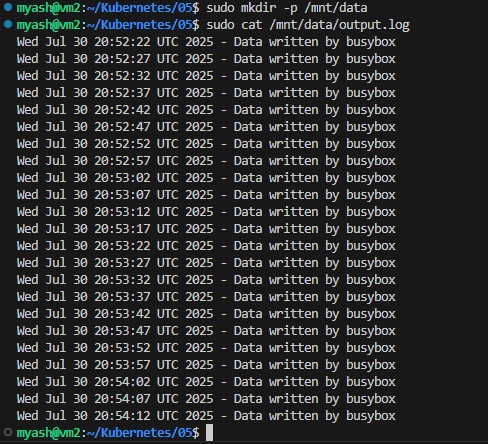 myash@vm2:~/Kubernetes/05$ sudo mkdir -p /mnt/data
myash@vm2:~/Kubernetes/05$ sudo cat /mnt/data/output.log
Wed Jul 30 20:52:22 UTC 2025 - Data written by busybox
Wed Jul 30 20:52:27 UTC 2025 - Data written by busybox
Wed Jul 30 20:52:32 UTC 2025 - Data written by busybox
Wed Jul 30 20:52:37 UTC 2025 - Data written by busybox
Wed Jul 30 20:52:42 UTC 2025 - Data written by busybox
Wed Jul 30 20:52:47 UTC 2025 - Data written by busybox
Wed Jul 30 20:52:52 UTC 2025 - Data written by busybox
Wed Jul 30 20:52:57 UTC 2025 - Data written by busybox
Wed Jul 30 20:53:02 UTC 2025 - Data written by busybox
Wed Jul 30 20:53:07 UTC 2025 - Data written by busybox
Wed Jul 30 20:53:12 UTC 2025 - Data written by busybox
Wed Jul 30 20:53:17 UTC 2025 - Data written by busybox
Wed Jul 30 20:53:22 UTC 2025 - Data written by busybox
Wed Jul 30 20:53:27 UTC 2025 - Data written by busybox
Wed Jul 30 20:53:32 UTC 2025 - Data written by busybox
Wed Jul 30 20:53:37 UTC 2025 - Data written by busybox
Wed Jul 30 20:53:42 UTC 2025 - Data written by busybox
Wed Jul 30 20:53:47 UTC 2025 - Data written by busybox
Wed Jul 30 20:53:52 UTC 2025 - Data written by busybox
Wed Jul 30 20:53:57 UTC 2025 - Data written by busybox
Wed Jul 30 20:54:02 UTC 2025 - Data written by busybox
Wed Jul 30 20:54:07 UTC 2025 - Data written by busybox
Wed Jul 30 20:54:12 UTC 2025 - Data written by busybox
myash@vm2:~/Kubernetes/05$